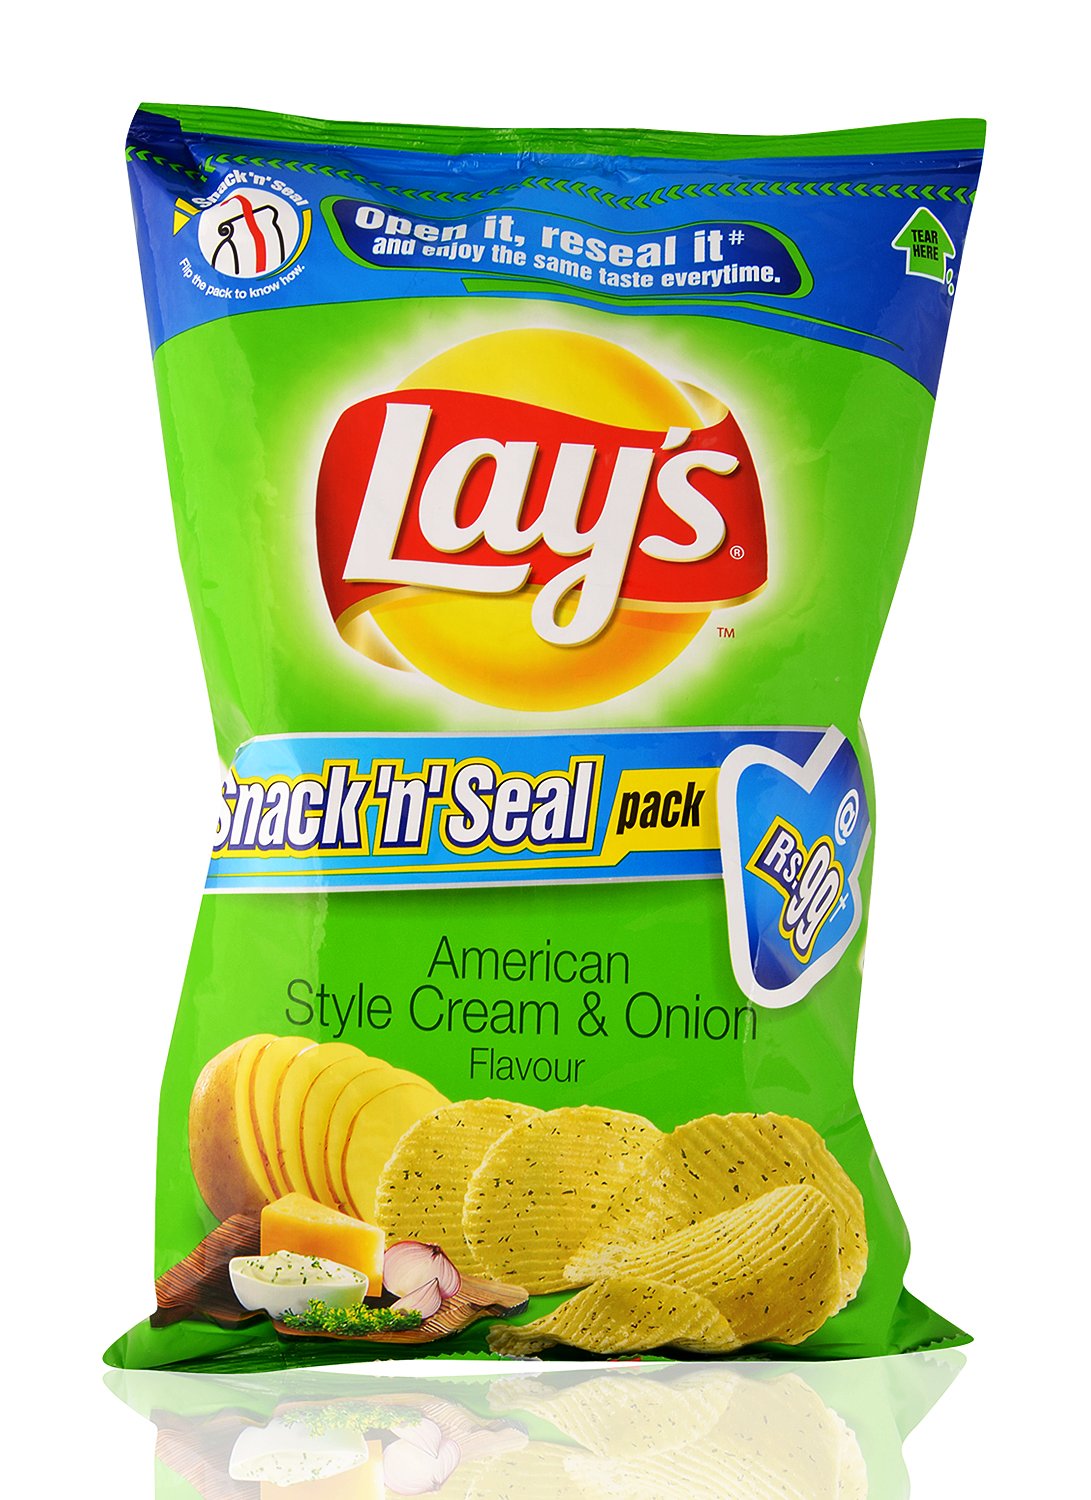 Snack 'n' Seal
Flip the pack to know how.
Open it, reseal it#
and enjoy the same taste everytime.
TEAR
HERE
Lay's®
TM
Snack 'n' Seal pack
@
Rs.99+
American
Style Cream & Onion
Flavour